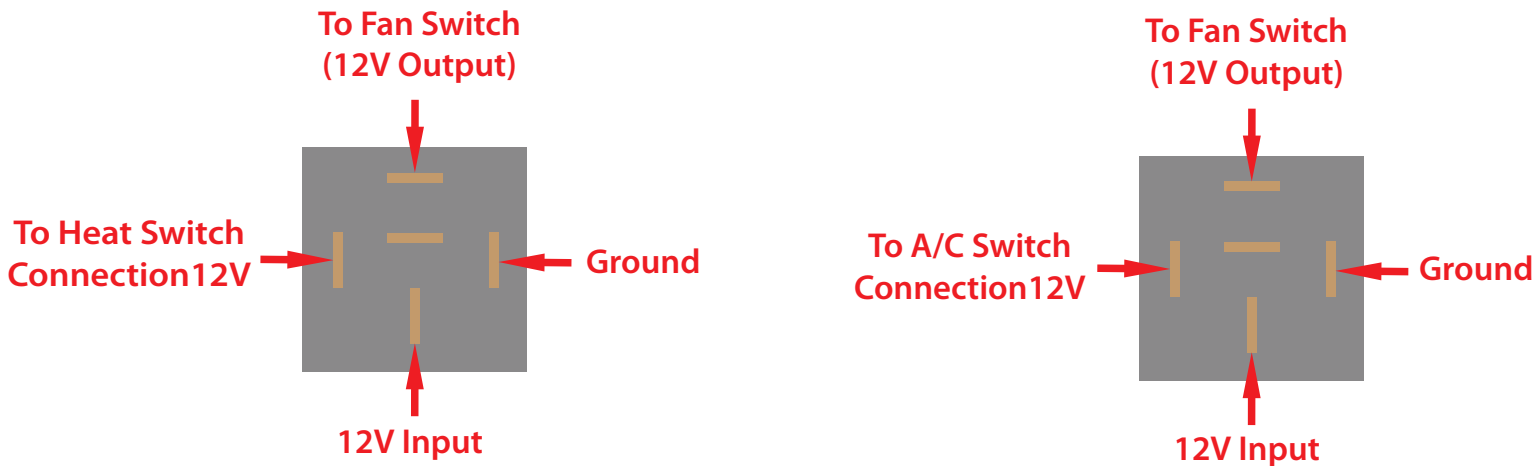 To Fan Switch
(12V Output)
To Heat Switch
Connection12V
Ground
12V Input
To Fan Switch
(12V Output)
To A/C Switch
Connection12V
Ground
12V Input